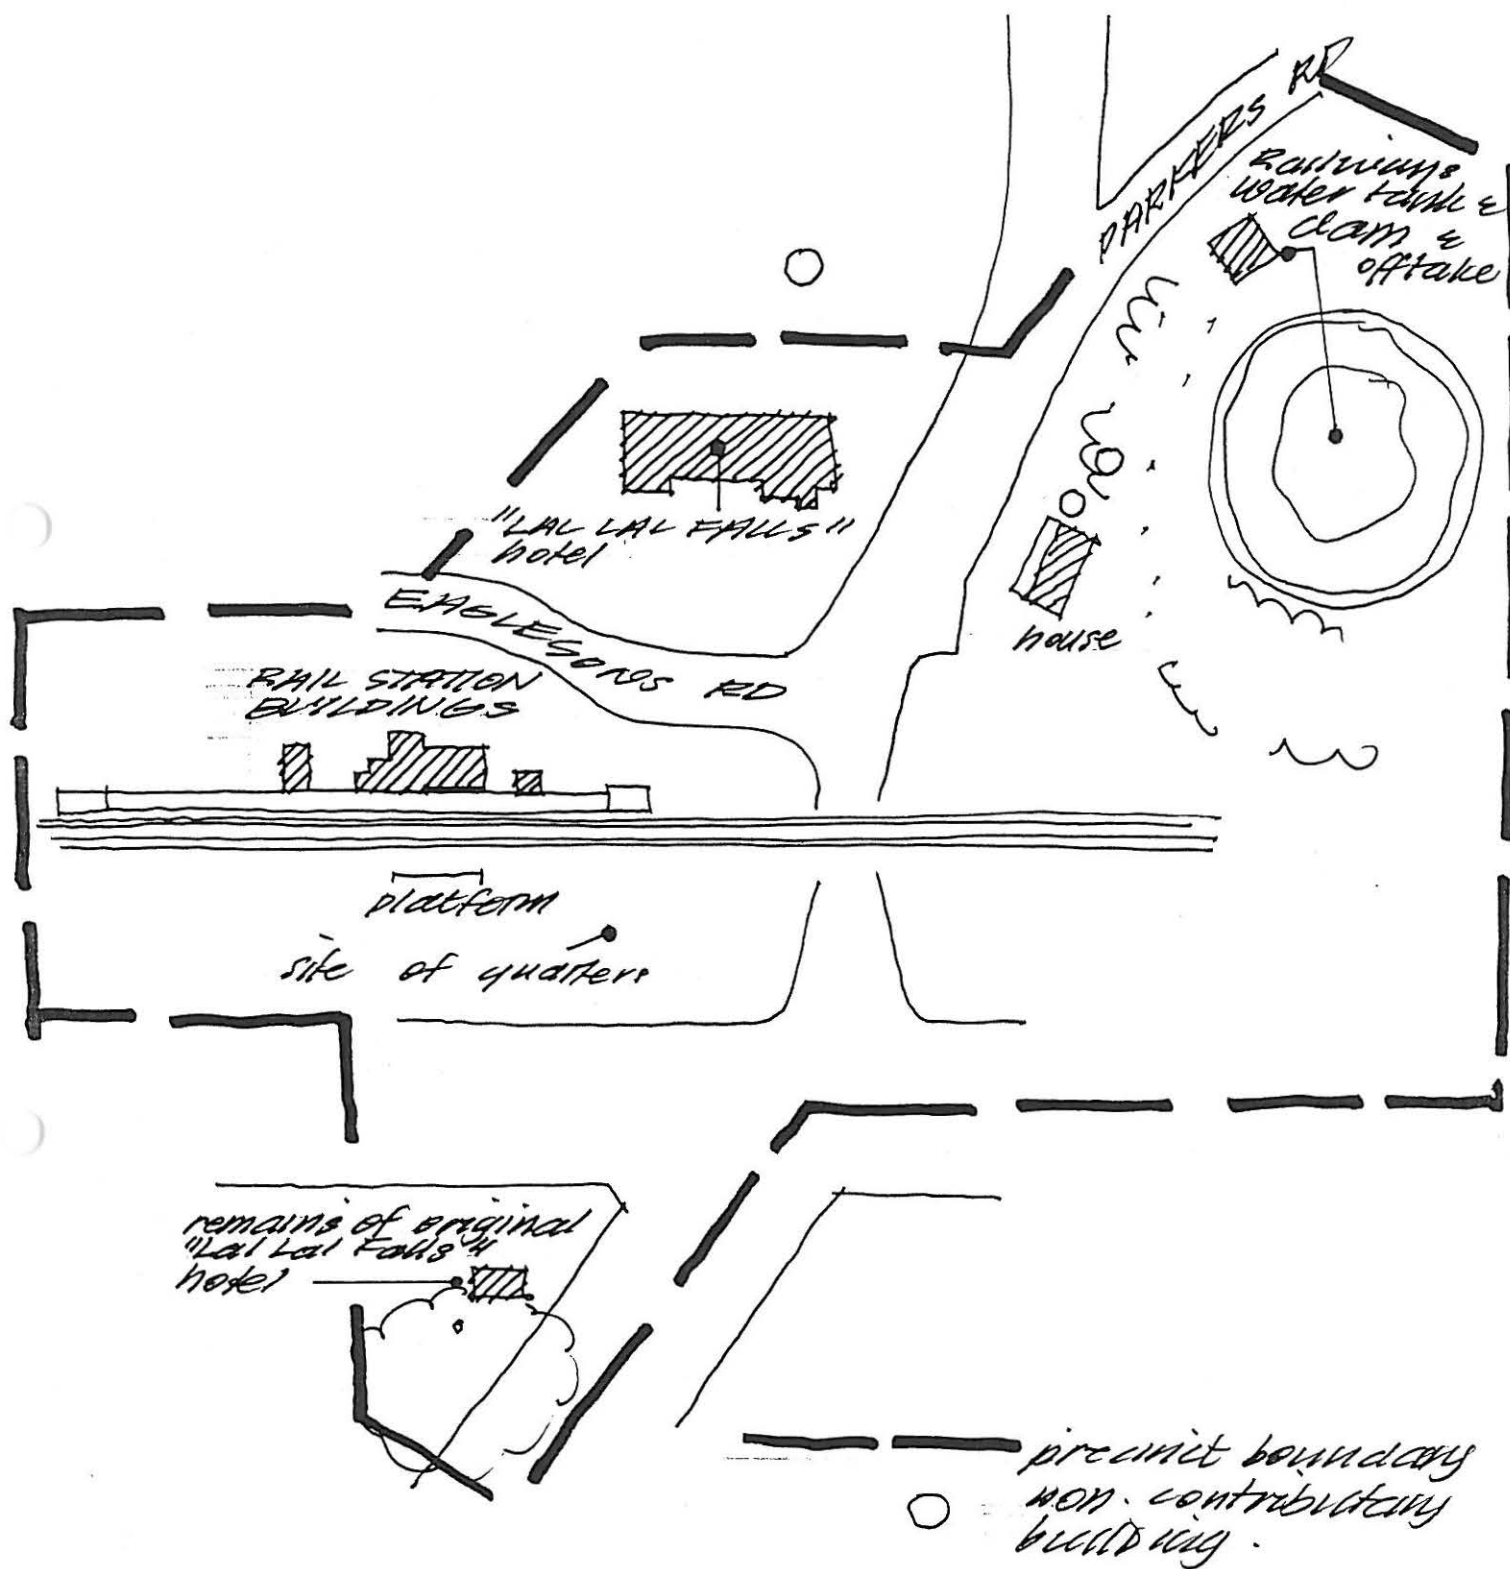 PARKERS RD
Railways
water tank &
dam &
offtake
"LAL LAL FALLS"
hotel
EAGLESONS RD
house
RAIL STATION
BUILDINGS
platform
site of quarters
remains of original
"Lal Lal Falls"
hotel
precinct boundary
non. contributary
building.